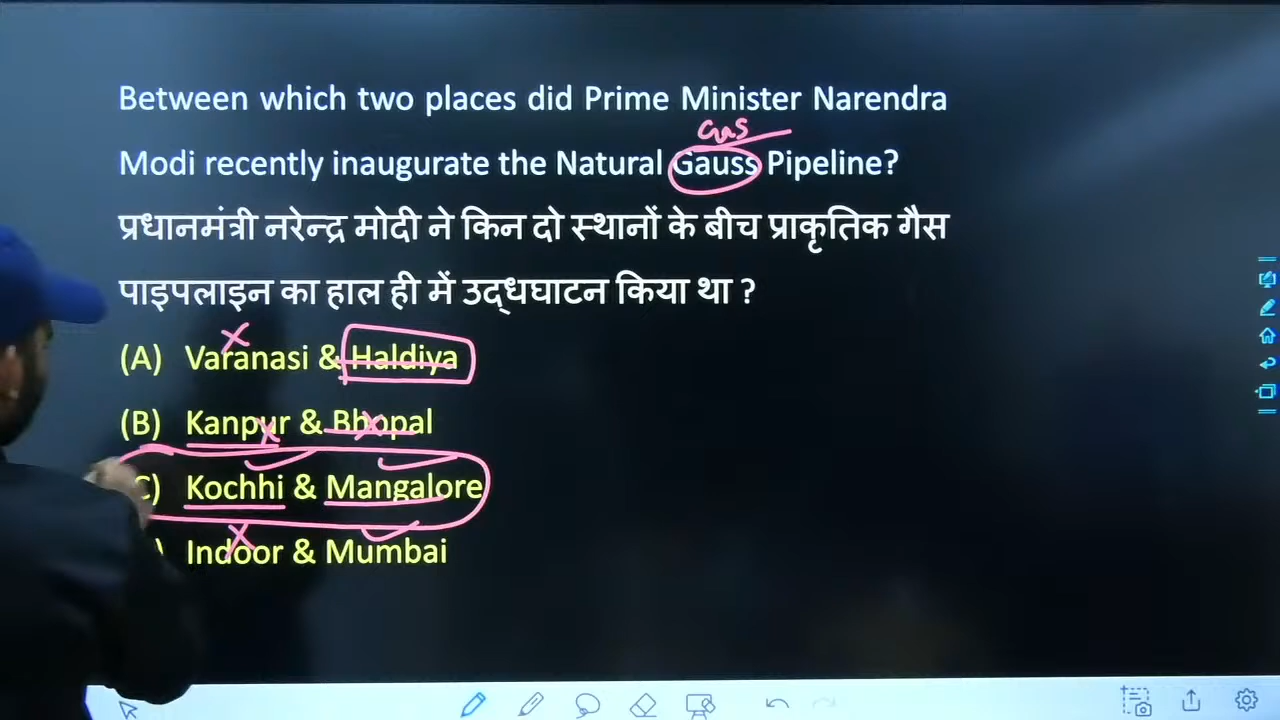 Between which two places did Prime Minister Narendra
Gas
Modi recently inaugurate the Natural Gauss Pipeline?
प्रधानमंत्री नरेन्द्र मोदी ने किन दो स्थानों के बीच प्राकृतिक गैस
पाइपलाइन का हाल ही में उद्धघाटन किया था ?
(A) Varanasi & Haldiya
(B) Kanpur & Bhopal
C) Kochhi & Mangalore
) Indoor & Mumbai